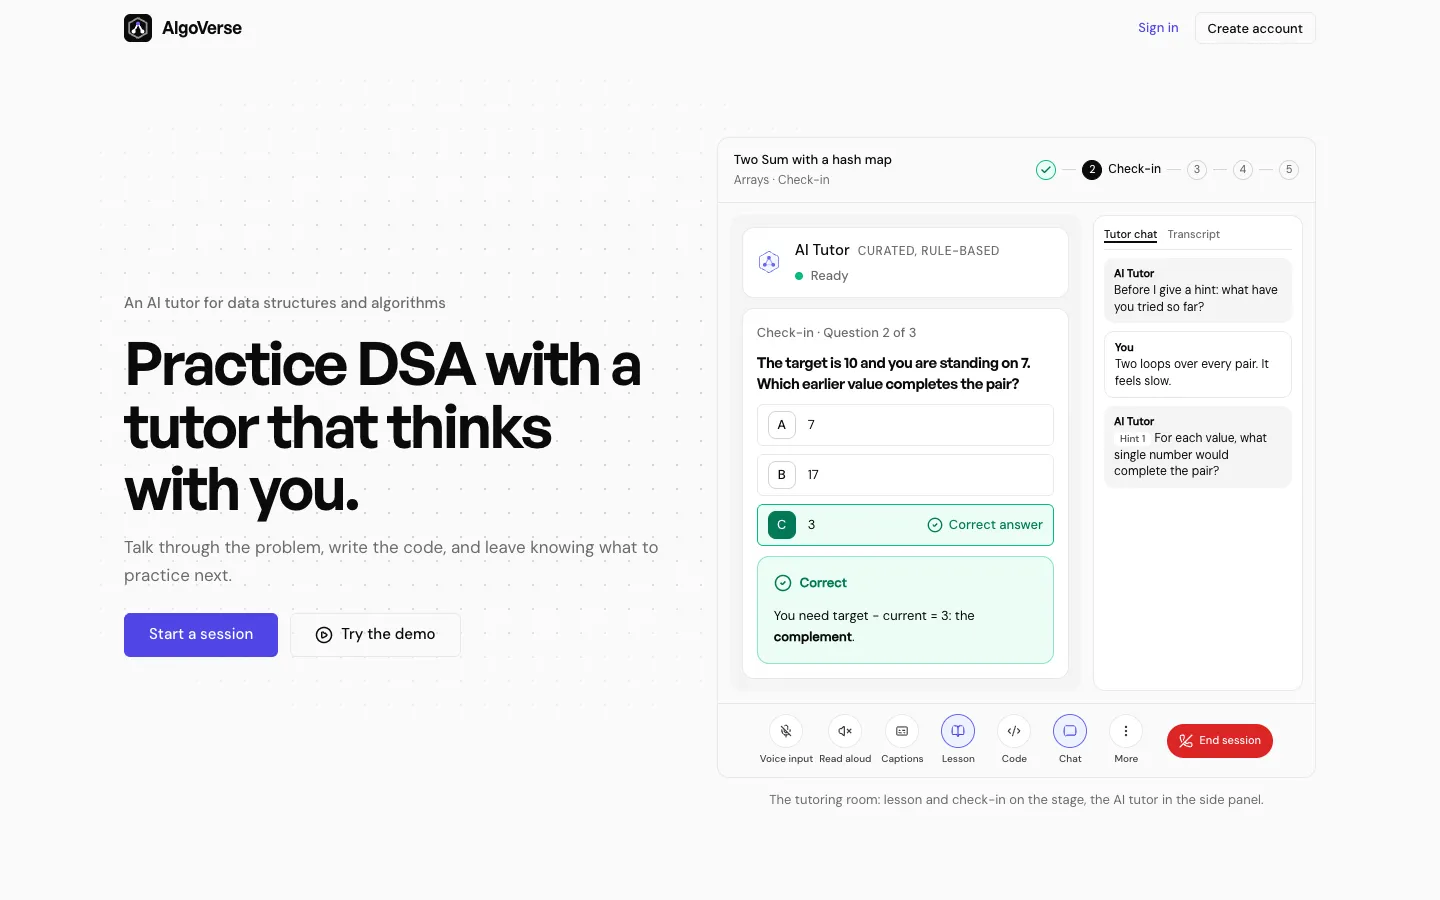 AlgoVerse
Sign in
Create account
An AI tutor for data structures and algorithms
Practice DSA with a
tutor that thinks
with you.
Talk through the problem, write the code, and leave knowing what to
practice next.
Start a session
Try the demo
Two Sum with a hash map
Arrays · Check-in
2
Check-in
3
4
5
AI Tutor CURATED, RULE-BASED
Ready
Check-in · Question 2 of 3
The target is 10 and you are standing on 7.
Which earlier value completes the pair?
A 7
B 17
C 3 Correct answer
Correct
You need target − current = 3: the
complement.
Tutor chat Transcript
AI Tutor
Before I give a hint: what have
you tried so far?
You
Two loops over every pair. It
feels slow.
AI Tutor
Hint 1 For each value, what
single number would
complete the pair?
Voice input
Read aloud
Captions
Lesson
Code
Chat
More
End session
The tutoring room: lesson and check-in on the stage, the AI tutor in the side panel.